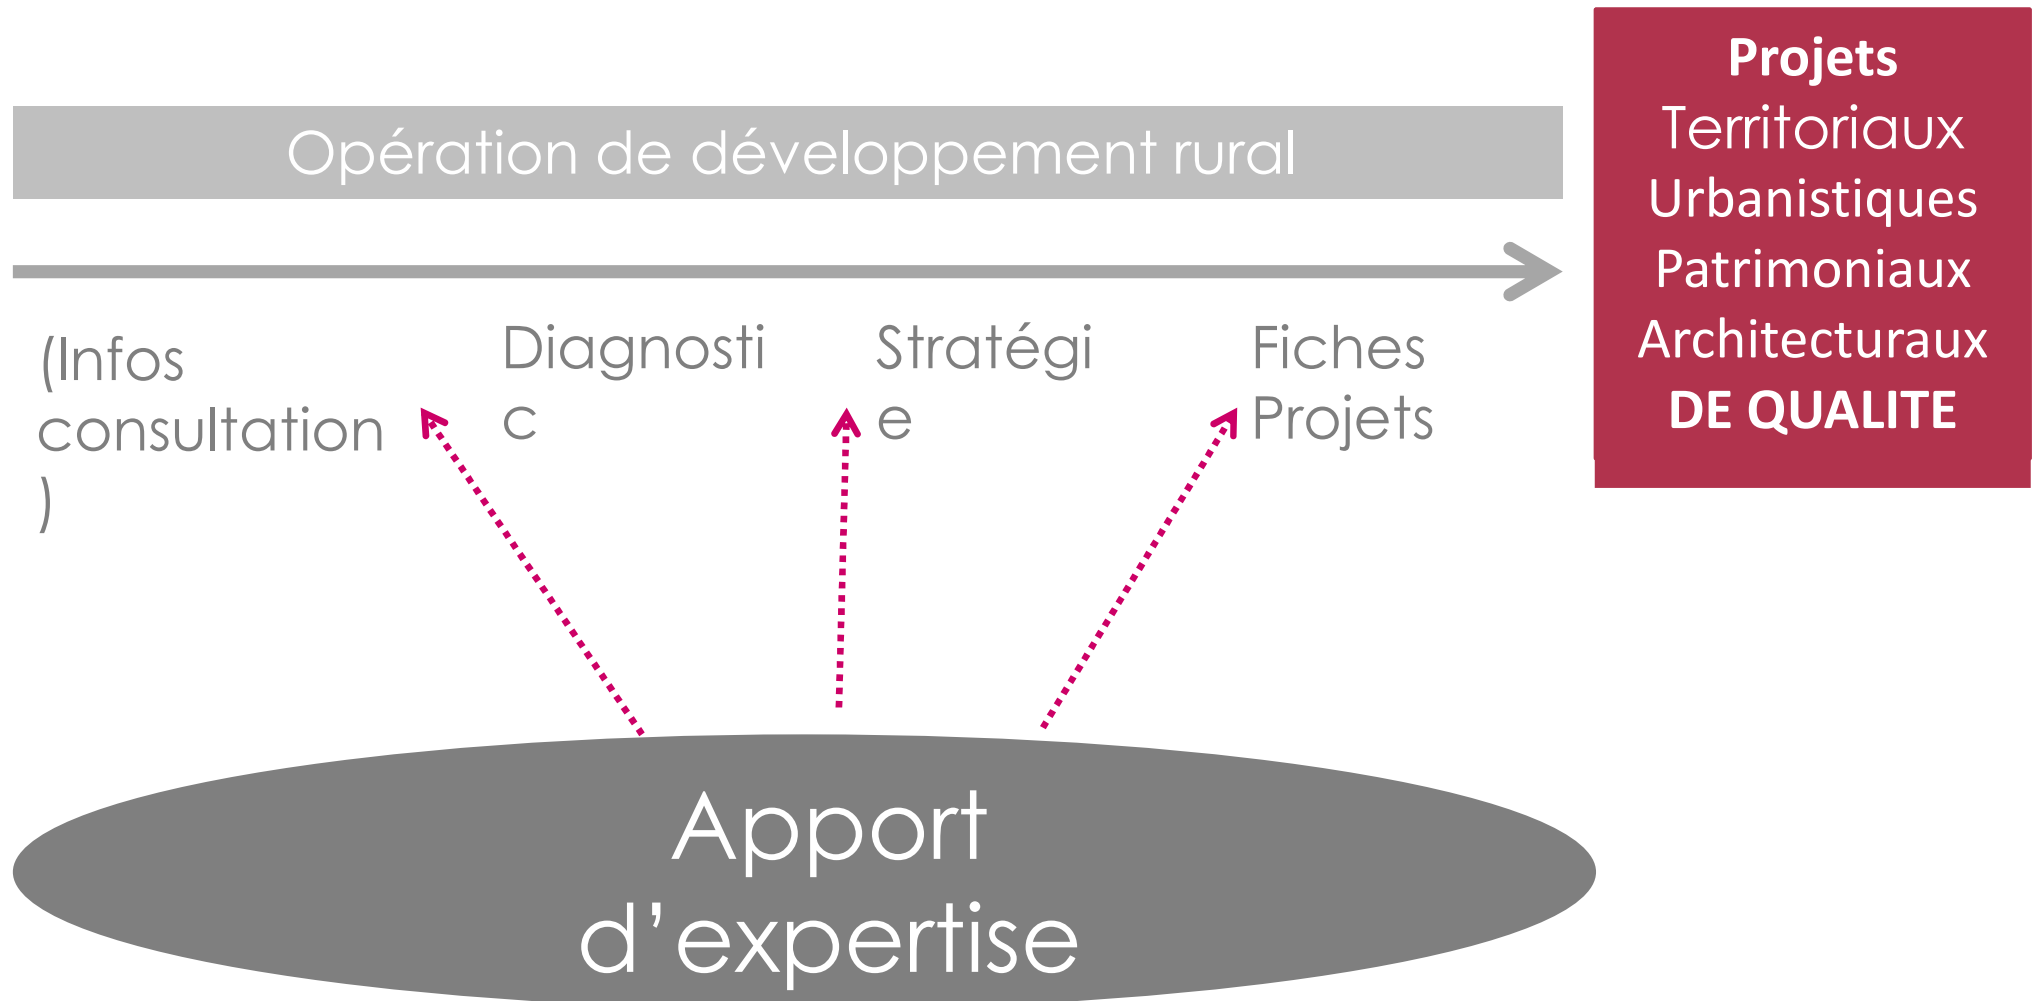 Opération de développement rural
(Infos
consultation
)
Diagnosti
c
Stratégi
e
Fiches
Projets
Projets
Territoriaux
Urbanistiques
Patrimoniaux
Architecturaux
DE QUALITE
Apport
d’expertise